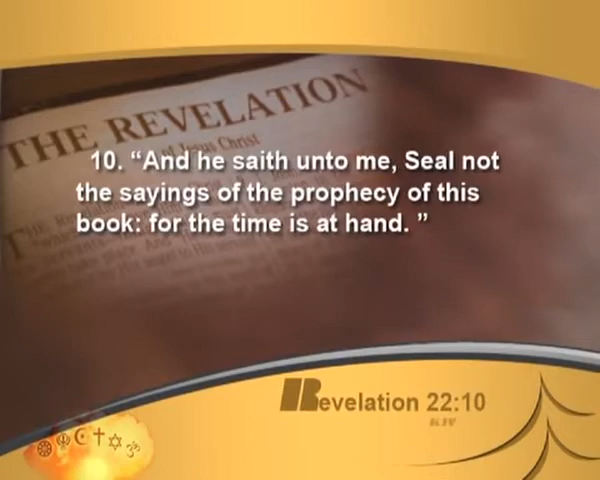 THE REVELATION
of Jesus Christ
10. “And he saith unto me, Seal not
the sayings of the prophecy of this
book: for the time is at hand. ”
Revelation 22:10